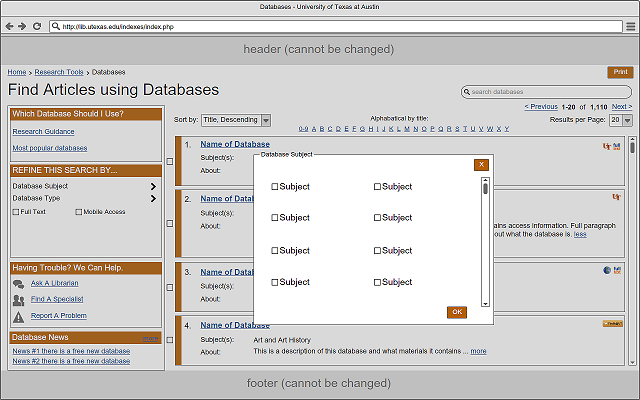 Databases - University of Texas at Austin
http://lib.utexas.edu/indexes/index.php
header (cannot be changed)
Home > Research Tools > Databases
Print
Find Articles using Databases
search databases
< Previous 1-20 of 1,110 Next >
Which Database Should I Use?
Research Guidance
Most popular databases
REFINE THIS SEARCH BY...
Database Subject
Database Type
Full Text
Mobile Access
Having Trouble? We Can Help.
Ask A Librarian
Find A Specialist
Report A Problem
Database News
News #1 there is a free new database
News #2 there is a free new database
Sort by: Title, Descending
Alphabatical by title:
0-9 A B C D E F G H I J K L M N O P Q R S T U V W X Y
Results per Page: 20
1. Name of Database
Subject(s):
About:
2. Name of Datab
Subject(s):
About:
ains access information. Full paragraph
out what the database is. less
3. Name of Datab
Subject(s):
About:
4. Name of Database
Subject(s): Art and Art History
About: This is a description of this database and what materials it contains ... more
Database Subject
X
Subject Subject
Subject Subject
Subject Subject
Subject Subject
OK
footer (cannot be changed)